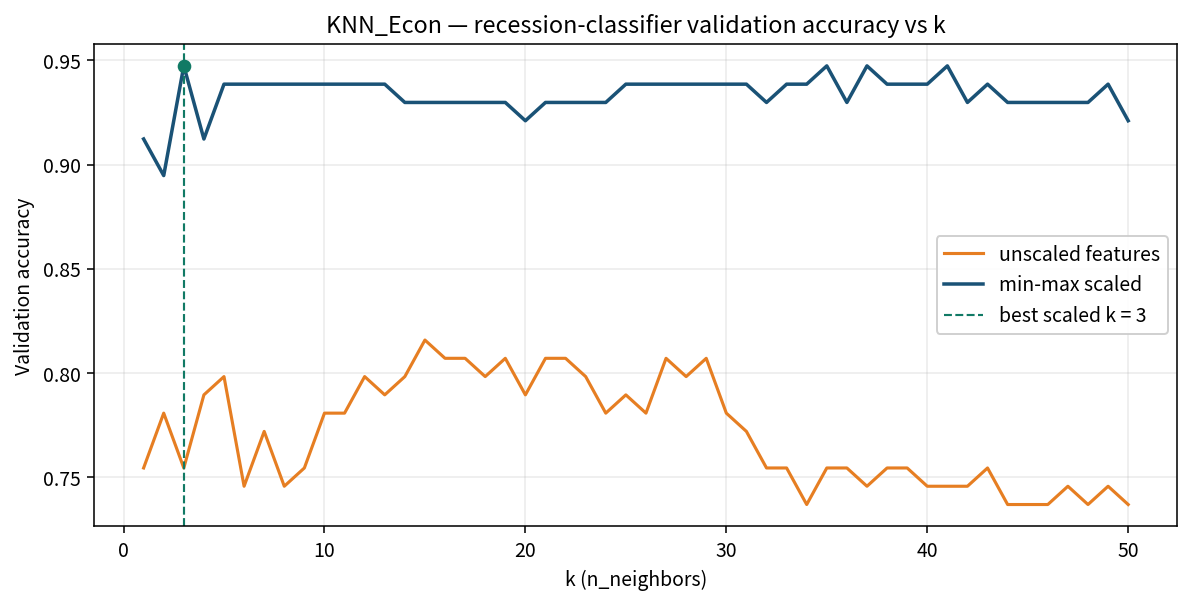 KNN_Econ — recession-classifier validation accuracy vs k
Validation accuracy
0.95
0.90
0.85
0.80
0.75
unscaled features
min-max scaled
best scaled k = 3
0 10 20 30 40 50
k (n_neighbors)